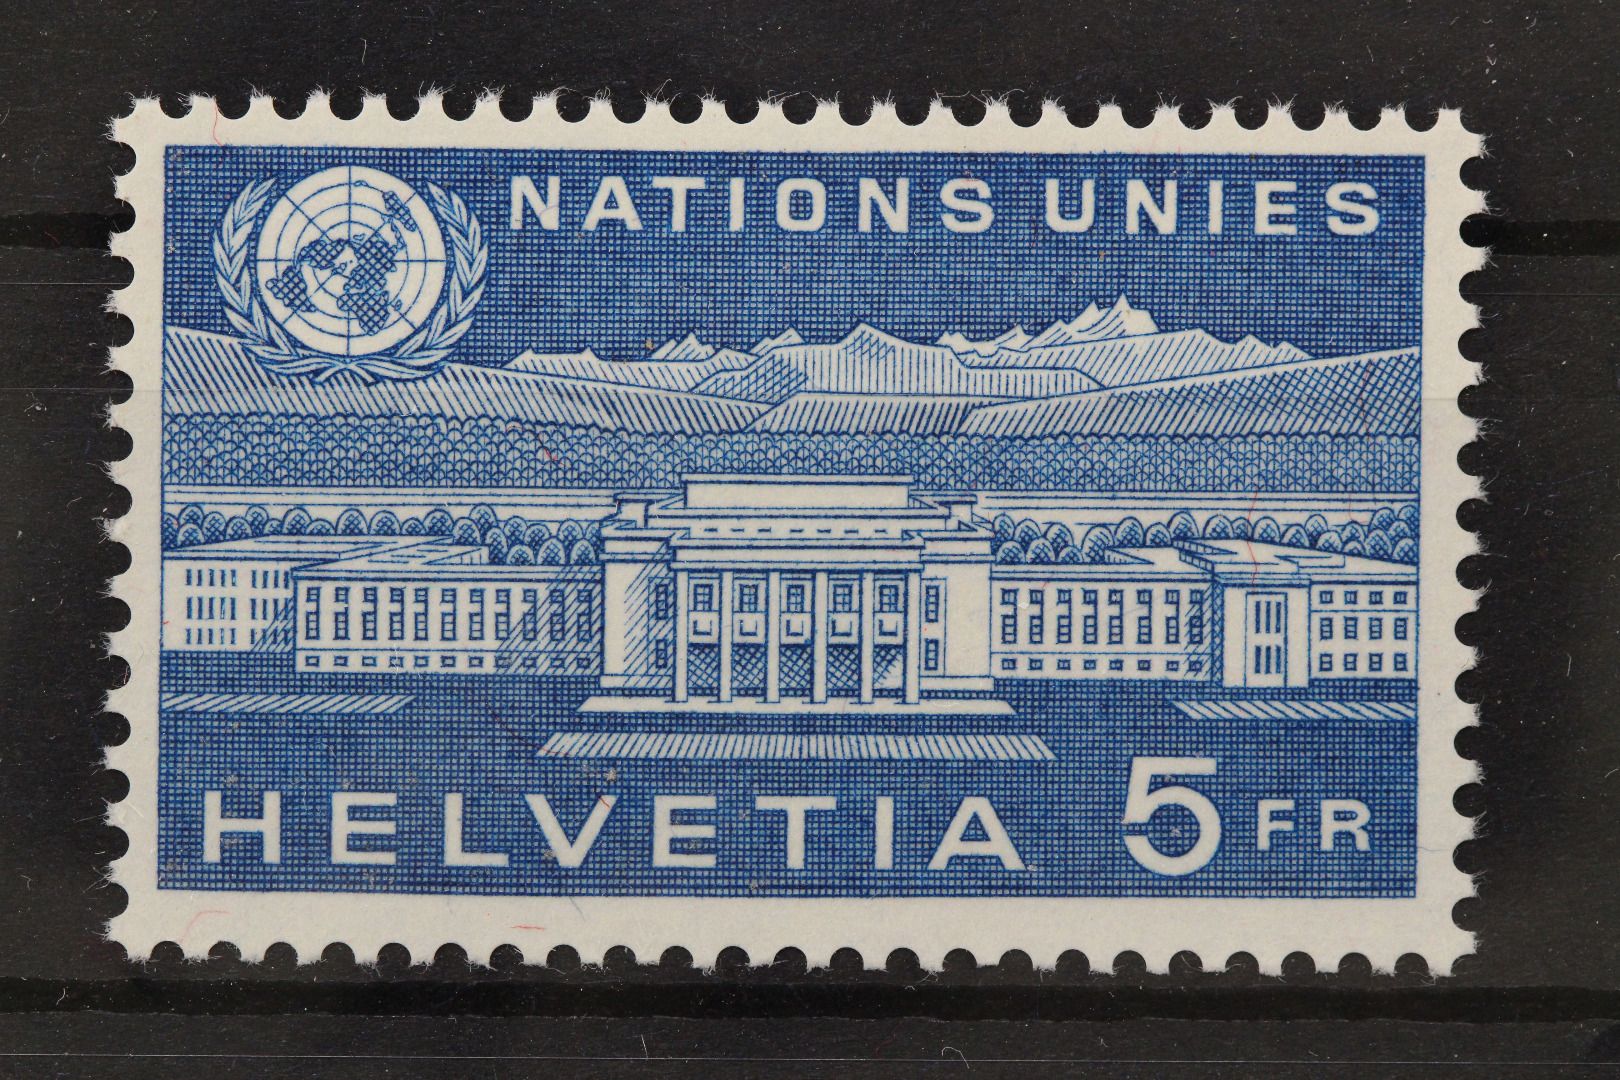 NATIONS UNIES
HELVETIA 5 FR